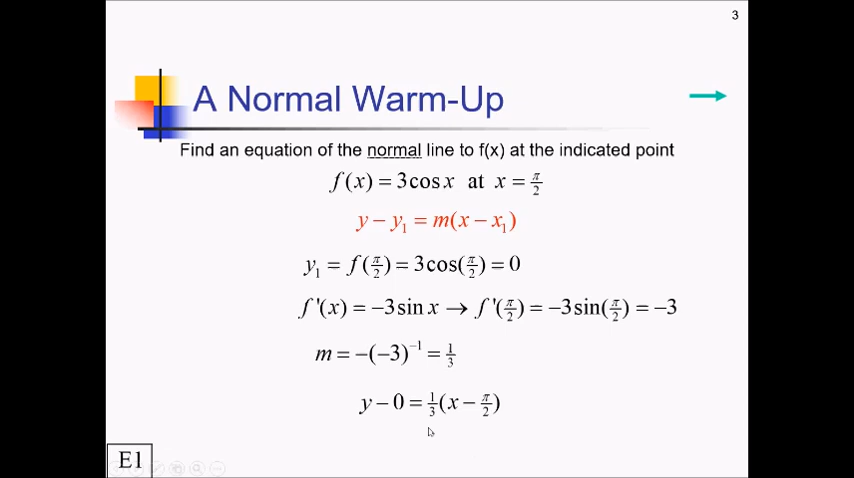 3
A Normal Warm-Up
Find an equation of the normal line to f(x) at the indicated point
f(x) = 3cos x at x = π/2
y − y₁ = m(x − x₁)
y₁ = f(π/2) = 3cos(π/2) = 0
f '(x) = −3sin x → f '(π/2) = −3sin(π/2) = −3
m = −(−3)⁻¹ = 1/3
y − 0 = 1/3(x − π/2)
E1